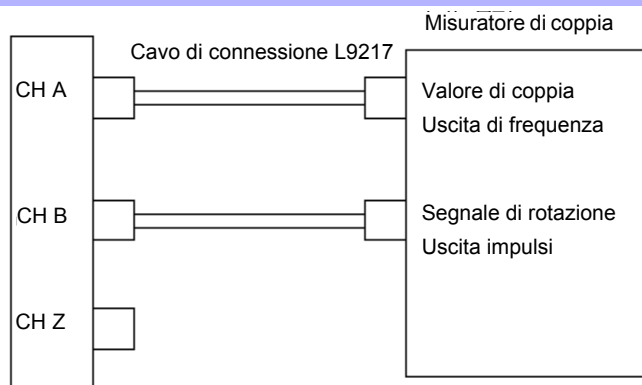 Misuratore di coppia
Cavo di connessione L9217
CH A
Valore di coppia
Uscita di frequenza
CH B
Segnale di rotazione
Uscita impulsi
CH Z